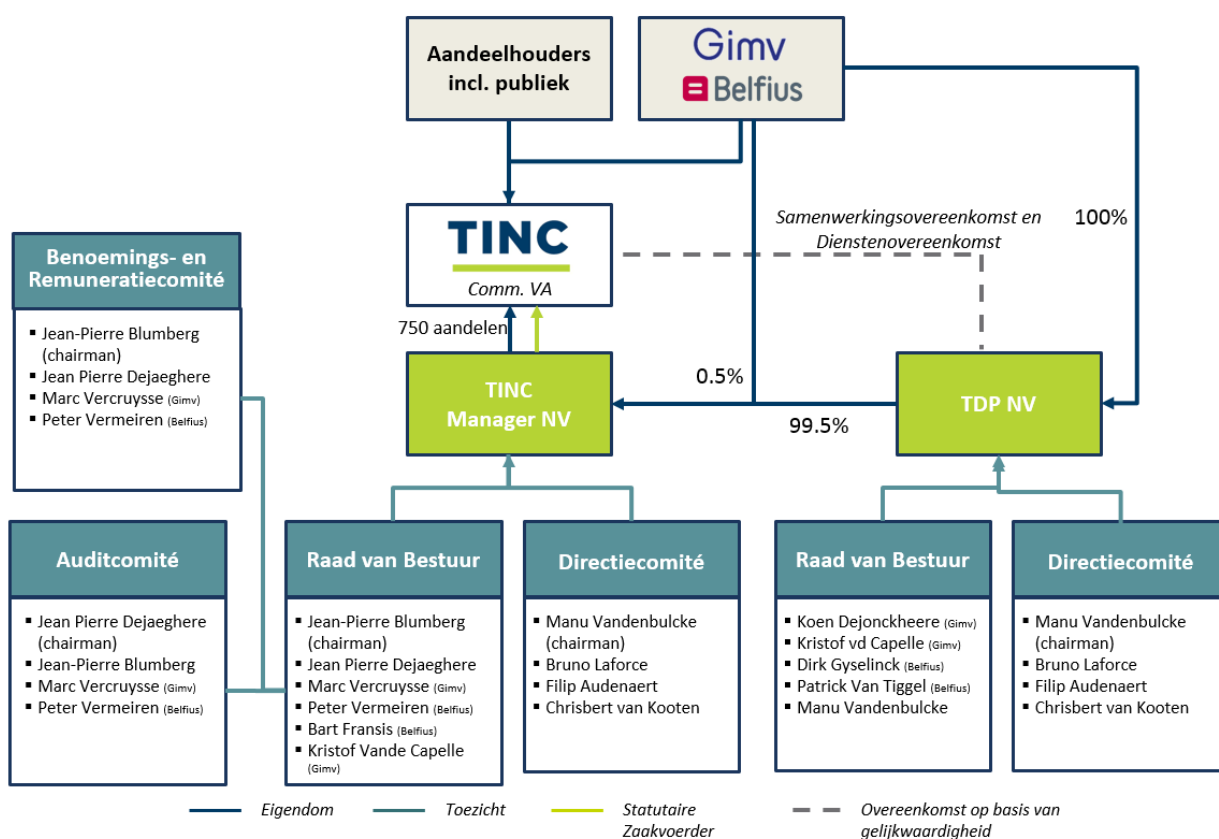 Aandeelhouders
incl. publiek
Gimv
Belfius
TINC
Comm. VA
Samenwerkingsovereenkomst en
Dienstenovereenkomst
100%
750 aandelen
TINC
Manager NV
0.5%
99.5%
TDP NV
Benoemings- en
Remuneratiecomité
▪ Jean-Pierre Blumberg
(chairman)
▪ Jean Pierre Dejaeghere
▪ Marc Vercruysse (Gimv)
▪ Peter Vermeiren (Belfius)
Auditcomité
▪ Jean Pierre Dejaeghere
(chairman)
▪ Jean-Pierre Blumberg
▪ Marc Vercruysse (Gimv)
▪ Peter Vermeiren (Belfius)
Raad van Bestuur
▪ Jean-Pierre Blumberg
(chairman)
▪ Jean Pierre Dejaeghere
▪ Marc Vercruysse (Gimv)
▪ Peter Vermeiren (Belfius)
▪ Bart Fransis (Belfius)
▪ Kristof Vande Capelle
(Gimv)
Directiecomité
▪ Manu Vandenbulcke
(chairman)
▪ Bruno Laforce
▪ Filip Audenaert
▪ Chrisbert van Kooten
Raad van Bestuur
▪ Koen Dejonckheere (Gimv)
▪ Kristof vd Capelle (Gimv)
▪ Dirk Gyselinck (Belfius)
▪ Patrick Van Tiggel (Belfius)
▪ Manu Vandenbulcke
Directiecomité
▪ Manu Vandenbulcke
(chairman)
▪ Bruno Laforce
▪ Filip Audenaert
▪ Chrisbert van Kooten
Eigendom
Toezicht
Statutaire
Zaakvoerder
Overeenkomst op basis van
gelijkwaardigheid